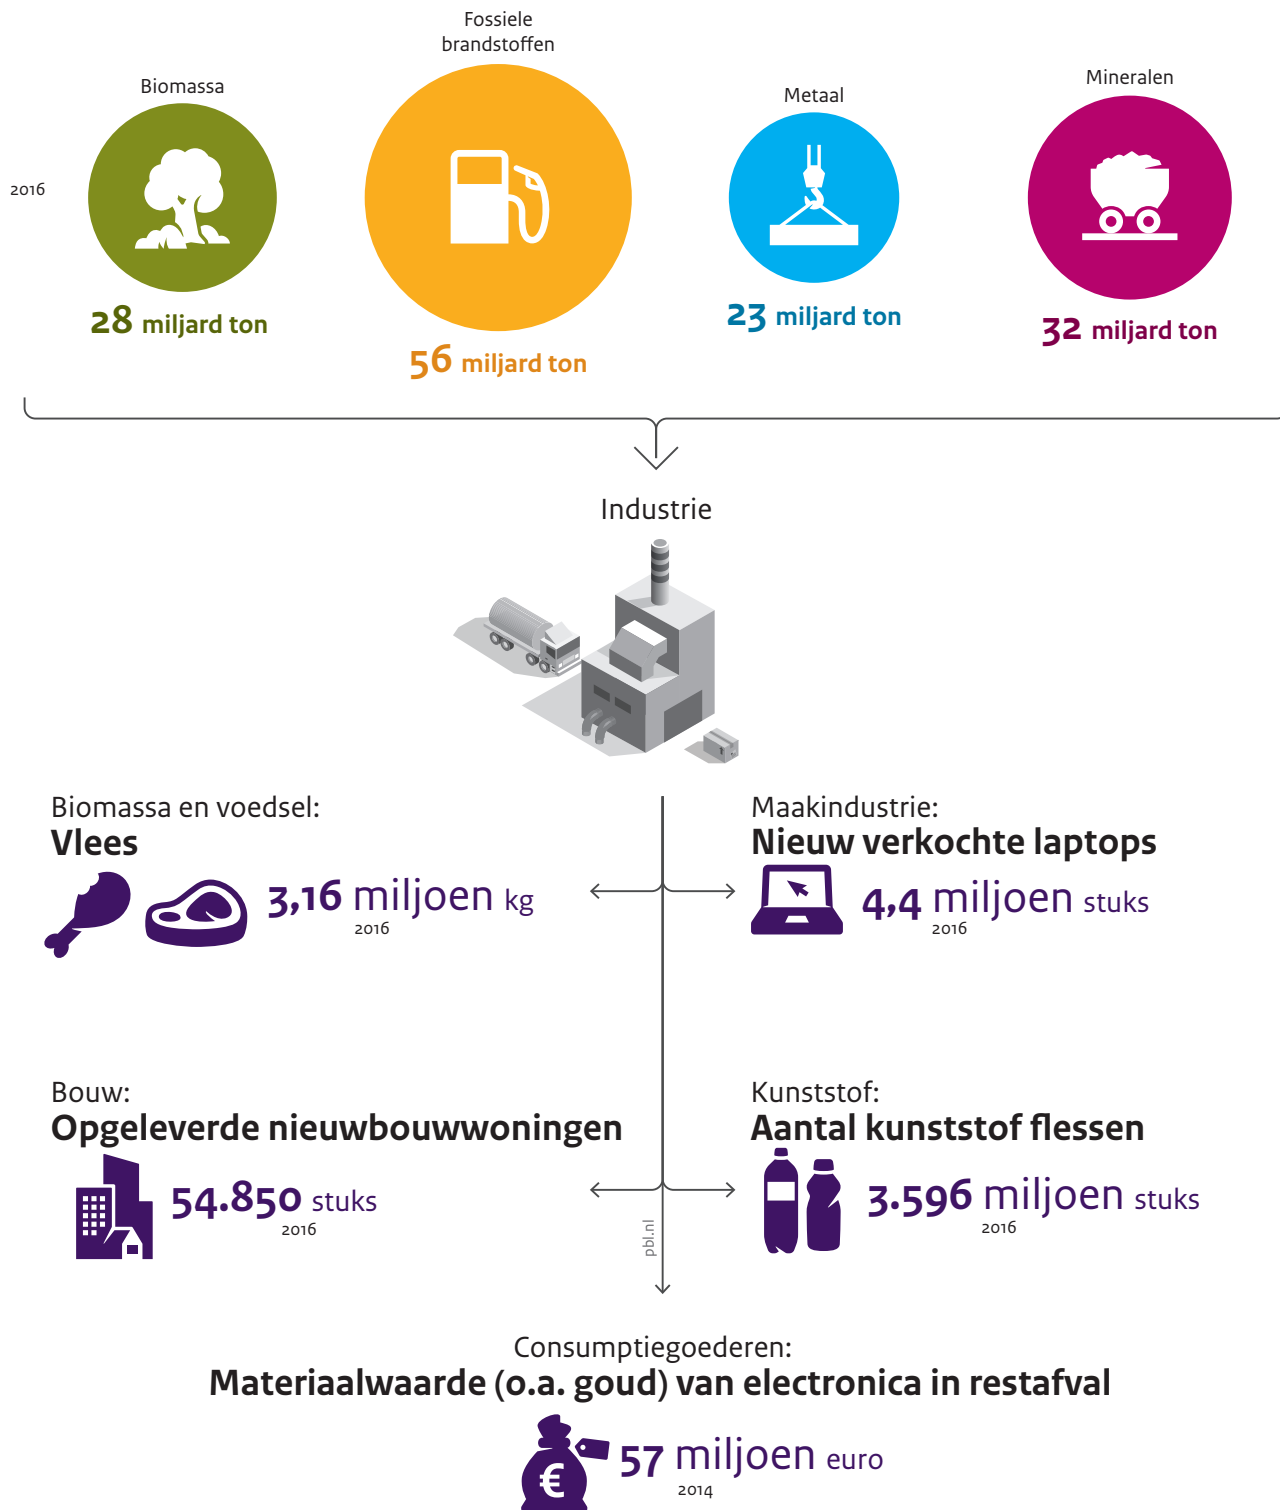 Fossiele
brandstoffen
Biomassa
Metaal
Mineralen
2016
28 miljard ton
56 miljard ton
23 miljard ton
32 miljard ton
Industrie
Biomassa en voedsel:
Vlees
3,16 miljoen kg
2016
Maakindustrie:
Nieuw verkochte laptops
4,4 miljoen stuks
2016
Bouw:
Opgeleverde nieuwbouwwoningen
54.850 stuks
2016
Kunststof:
Aantal kunststof flessen
3.596 miljoen stuks
2016
pbl.nl
Consumptiegoederen:
Materiaalwaarde (o.a. goud) van electronica in restafval
€
57 miljoen euro
2014